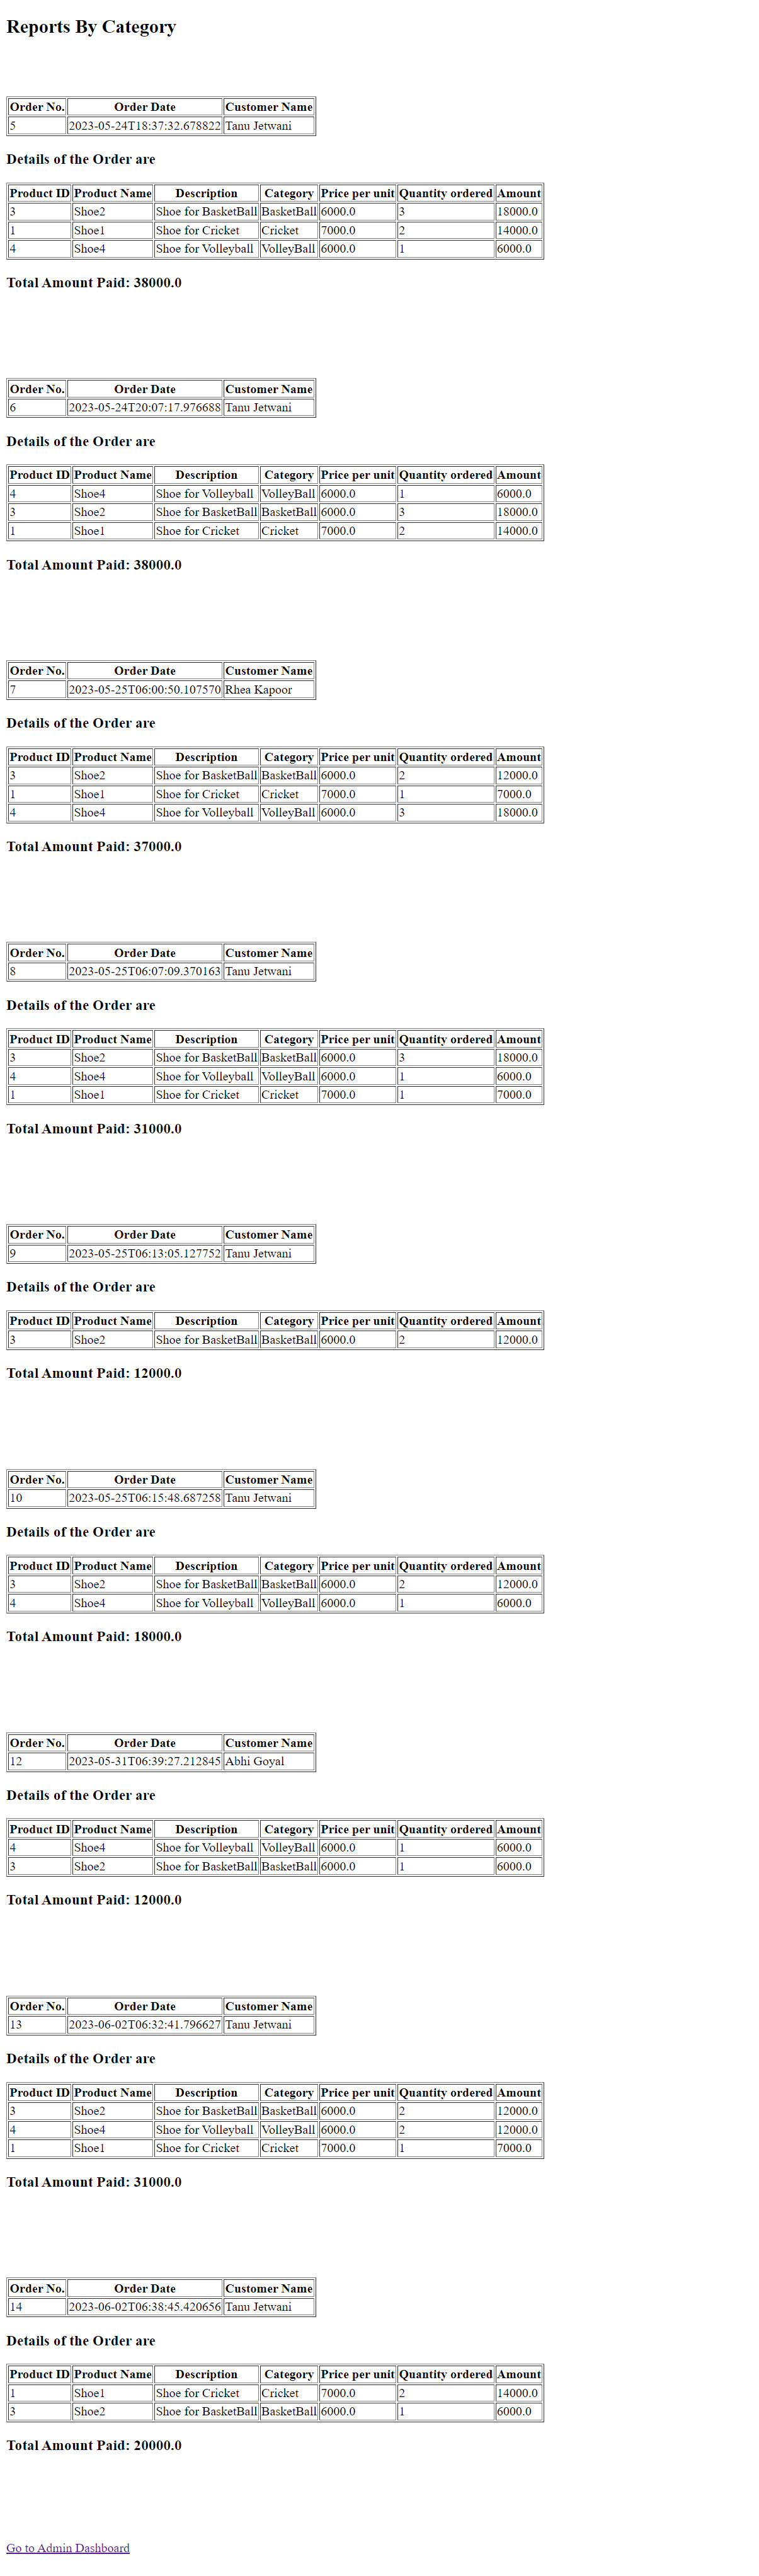 Reports By Category
Order No. Order Date Customer Name
5 2023-05-24T18:37:32.678822 Tanu Jetwani
Details of the Order are
Product ID Product Name Description Category Price per unit Quantity ordered Amount
3 Shoe2 Shoe for BasketBall BasketBall 6000.0 3 18000.0
1 Shoe1 Shoe for Cricket Cricket 7000.0 2 14000.0
4 Shoe4 Shoe for Volleyball VolleyBall 6000.0 1 6000.0
Total Amount Paid: 38000.0
Order No. Order Date Customer Name
6 2023-05-24T20:07:17.976688 Tanu Jetwani
Details of the Order are
Product ID Product Name Description Category Price per unit Quantity ordered Amount
4 Shoe4 Shoe for Volleyball VolleyBall 6000.0 1 6000.0
3 Shoe2 Shoe for BasketBall BasketBall 6000.0 3 18000.0
1 Shoe1 Shoe for Cricket Cricket 7000.0 2 14000.0
Total Amount Paid: 38000.0
Order No. Order Date Customer Name
7 2023-05-25T06:00:50.107570 Rhea Kapoor
Details of the Order are
Product ID Product Name Description Category Price per unit Quantity ordered Amount
3 Shoe2 Shoe for BasketBall BasketBall 6000.0 2 12000.0
1 Shoe1 Shoe for Cricket Cricket 7000.0 1 7000.0
4 Shoe4 Shoe for Volleyball VolleyBall 6000.0 3 18000.0
Total Amount Paid: 37000.0
Order No. Order Date Customer Name
8 2023-05-25T06:07:09.370163 Tanu Jetwani
Details of the Order are
Product ID Product Name Description Category Price per unit Quantity ordered Amount
3 Shoe2 Shoe for BasketBall BasketBall 6000.0 3 18000.0
4 Shoe4 Shoe for Volleyball VolleyBall 6000.0 1 6000.0
1 Shoe1 Shoe for Cricket Cricket 7000.0 1 7000.0
Total Amount Paid: 31000.0
Order No. Order Date Customer Name
9 2023-05-25T06:13:05.127752 Tanu Jetwani
Details of the Order are
Product ID Product Name Description Category Price per unit Quantity ordered Amount
3 Shoe2 Shoe for BasketBall BasketBall 6000.0 2 12000.0
Total Amount Paid: 12000.0
Order No. Order Date Customer Name
10 2023-05-25T06:15:48.687258 Tanu Jetwani
Details of the Order are
Product ID Product Name Description Category Price per unit Quantity ordered Amount
3 Shoe2 Shoe for BasketBall BasketBall 6000.0 2 12000.0
4 Shoe4 Shoe for Volleyball VolleyBall 6000.0 1 6000.0
Total Amount Paid: 18000.0
Order No. Order Date Customer Name
12 2023-05-31T06:39:27.212845 Abhi Goyal
Details of the Order are
Product ID Product Name Description Category Price per unit Quantity ordered Amount
4 Shoe4 Shoe for Volleyball VolleyBall 6000.0 1 6000.0
3 Shoe2 Shoe for BasketBall BasketBall 6000.0 1 6000.0
Total Amount Paid: 12000.0
Order No. Order Date Customer Name
13 2023-06-02T06:32:41.796627 Tanu Jetwani
Details of the Order are
Product ID Product Name Description Category Price per unit Quantity ordered Amount
3 Shoe2 Shoe for BasketBall BasketBall 6000.0 2 12000.0
4 Shoe4 Shoe for Volleyball VolleyBall 6000.0 2 12000.0
1 Shoe1 Shoe for Cricket Cricket 7000.0 1 7000.0
Total Amount Paid: 31000.0
Order No. Order Date Customer Name
14 2023-06-02T06:38:45.420656 Tanu Jetwani
Details of the Order are
Product ID Product Name Description Category Price per unit Quantity ordered Amount
1 Shoe1 Shoe for Cricket Cricket 7000.0 2 14000.0
3 Shoe2 Shoe for BasketBall BasketBall 6000.0 1 6000.0
Total Amount Paid: 20000.0
Go to Admin Dashboard